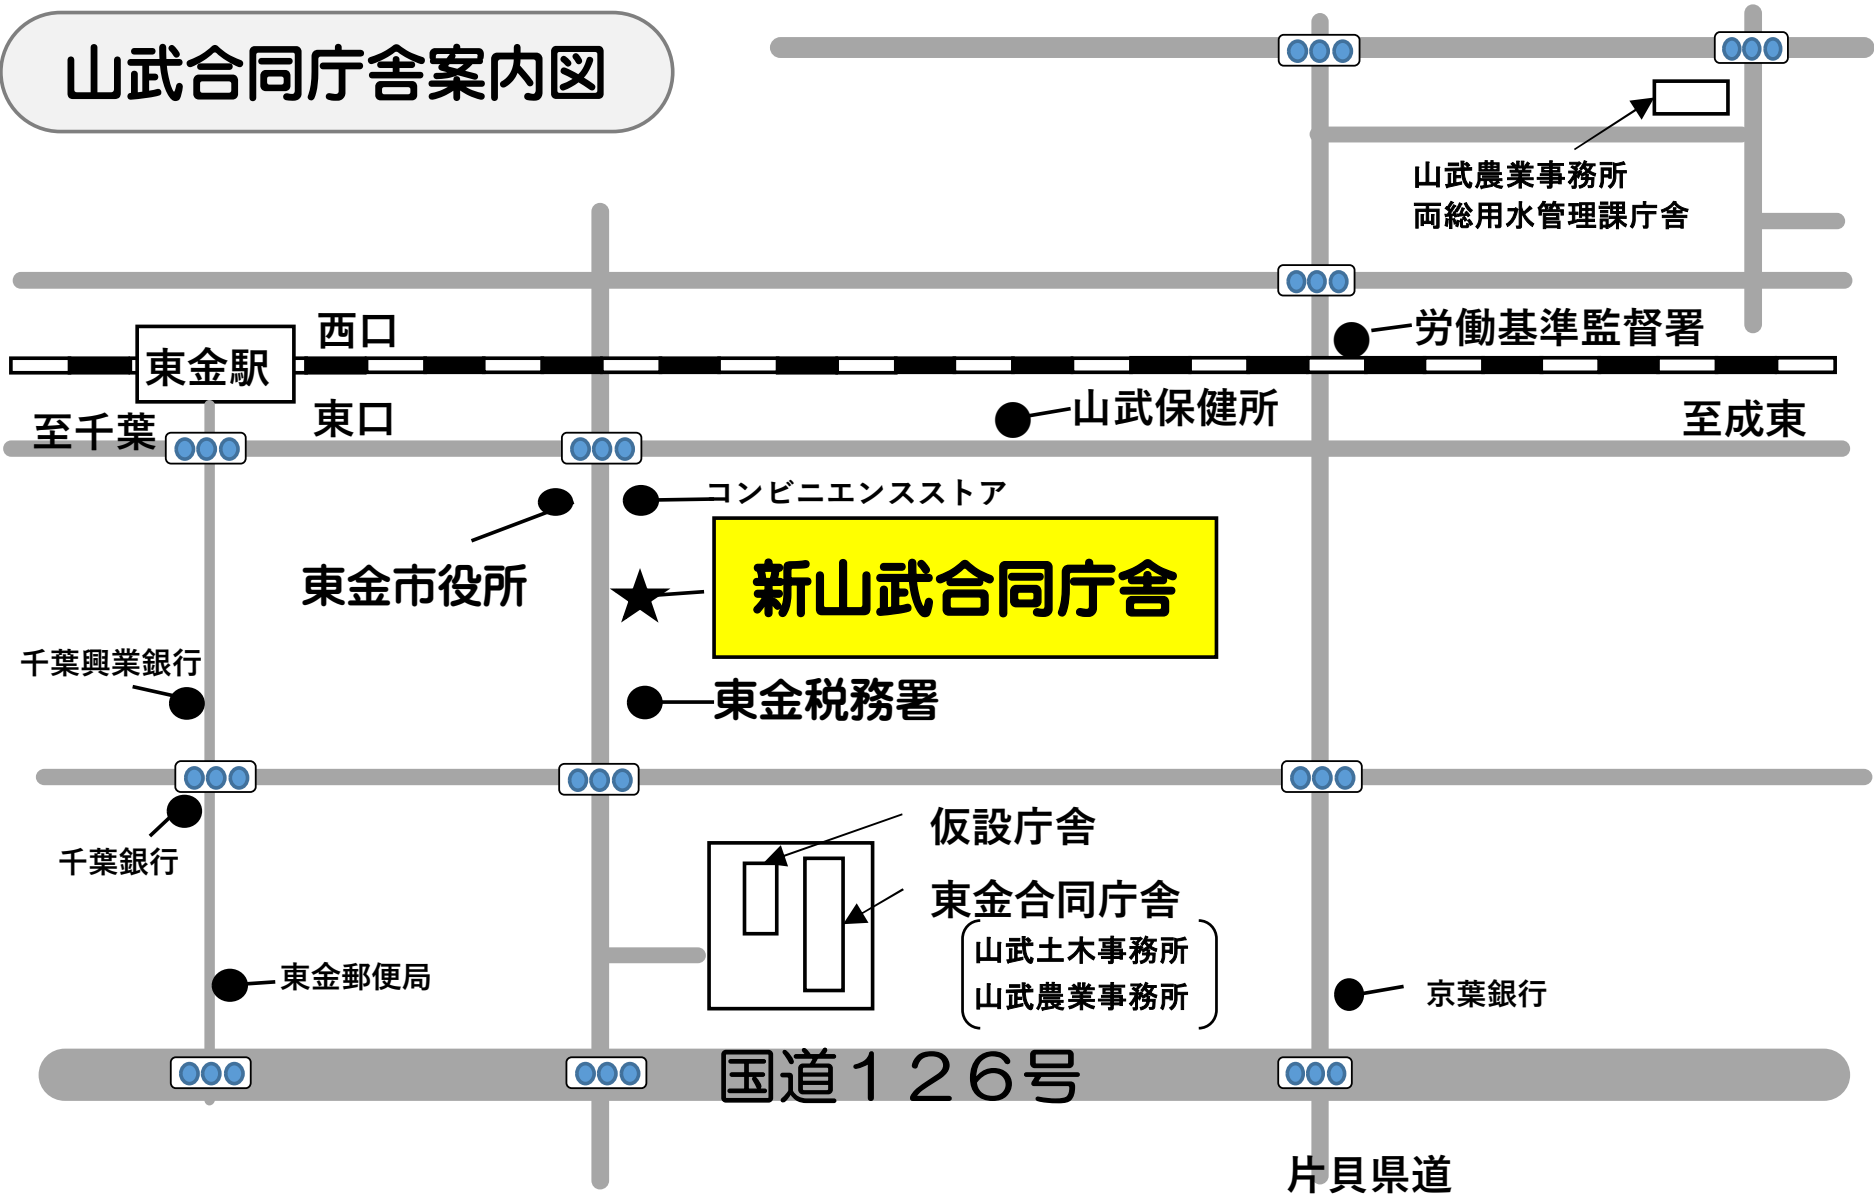 山武合同庁舎案内図
山武農業事務所
両総用水管理課庁舎
西口
労働基準監督署
東金駅
東口
山武保健所
至千葉
至成東
コンビニエンスストア
東金市役所
新山武合同庁舎
千葉興業銀行
東金税務署
仮設庁舎
千葉銀行
東金合同庁舎
山武土木事務所
東金郵便局
山武農業事務所
京葉銀行
国道１２６号
片貝県道